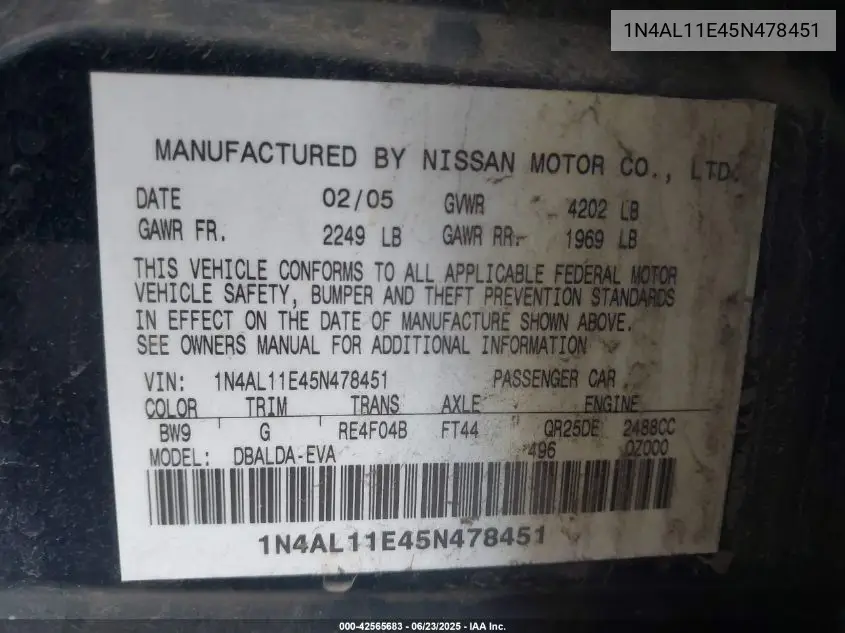 1N4AL11E45N478451
MANUFACTURED BY NISSAN MOTOR CO., LTD.
DATE 02/05 GVWR 4202 LB
GAWR FR. 2249 LB GAWR RR. 1969 LB
THIS VEHICLE CONFORMS TO ALL APPLICABLE FEDERAL MOTOR
VEHICLE SAFETY, BUMPER AND THEFT PREVENTION STANDARDS
IN EFFECT ON THE DATE OF MANUFACTURE SHOWN ABOVE.
SEE OWNERS MANUAL FOR ADDITIONAL INFORMATION
VIN: 1N4AL11E45N478451 PASSENGER CAR
COLOR TRIM TRANS AXLE ENGINE
BW9 G RE4F04B FT44 QR25DE 2488CC
MODEL: DBALDA-EVA 496 0Z000
1N4AL11E45N478451
000-42565683 - 06/23/2025 - IAA Inc.